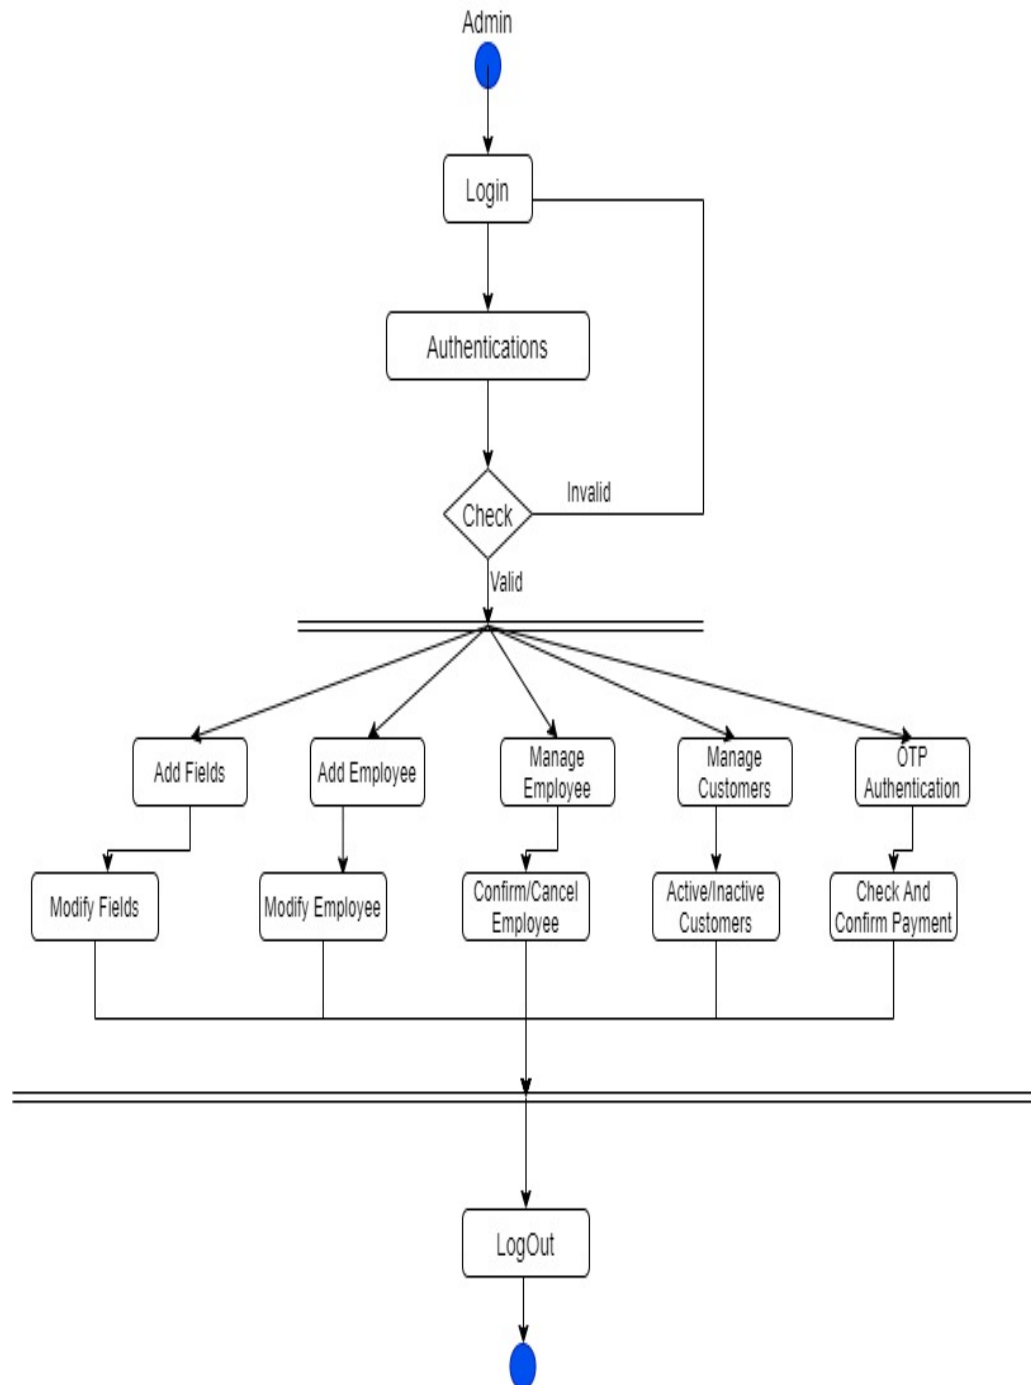 Admin
Login
Authentications
Invalid
Check
Valid
Add Fields
Add Employee
Manage
Employee
Manage
Customers
OTP
Authentication
Modify Fields
Modify Employee
Confirm/Cancel
Employee
Active/Inactive
Customers
Check And
Confirm Payment
LogOut